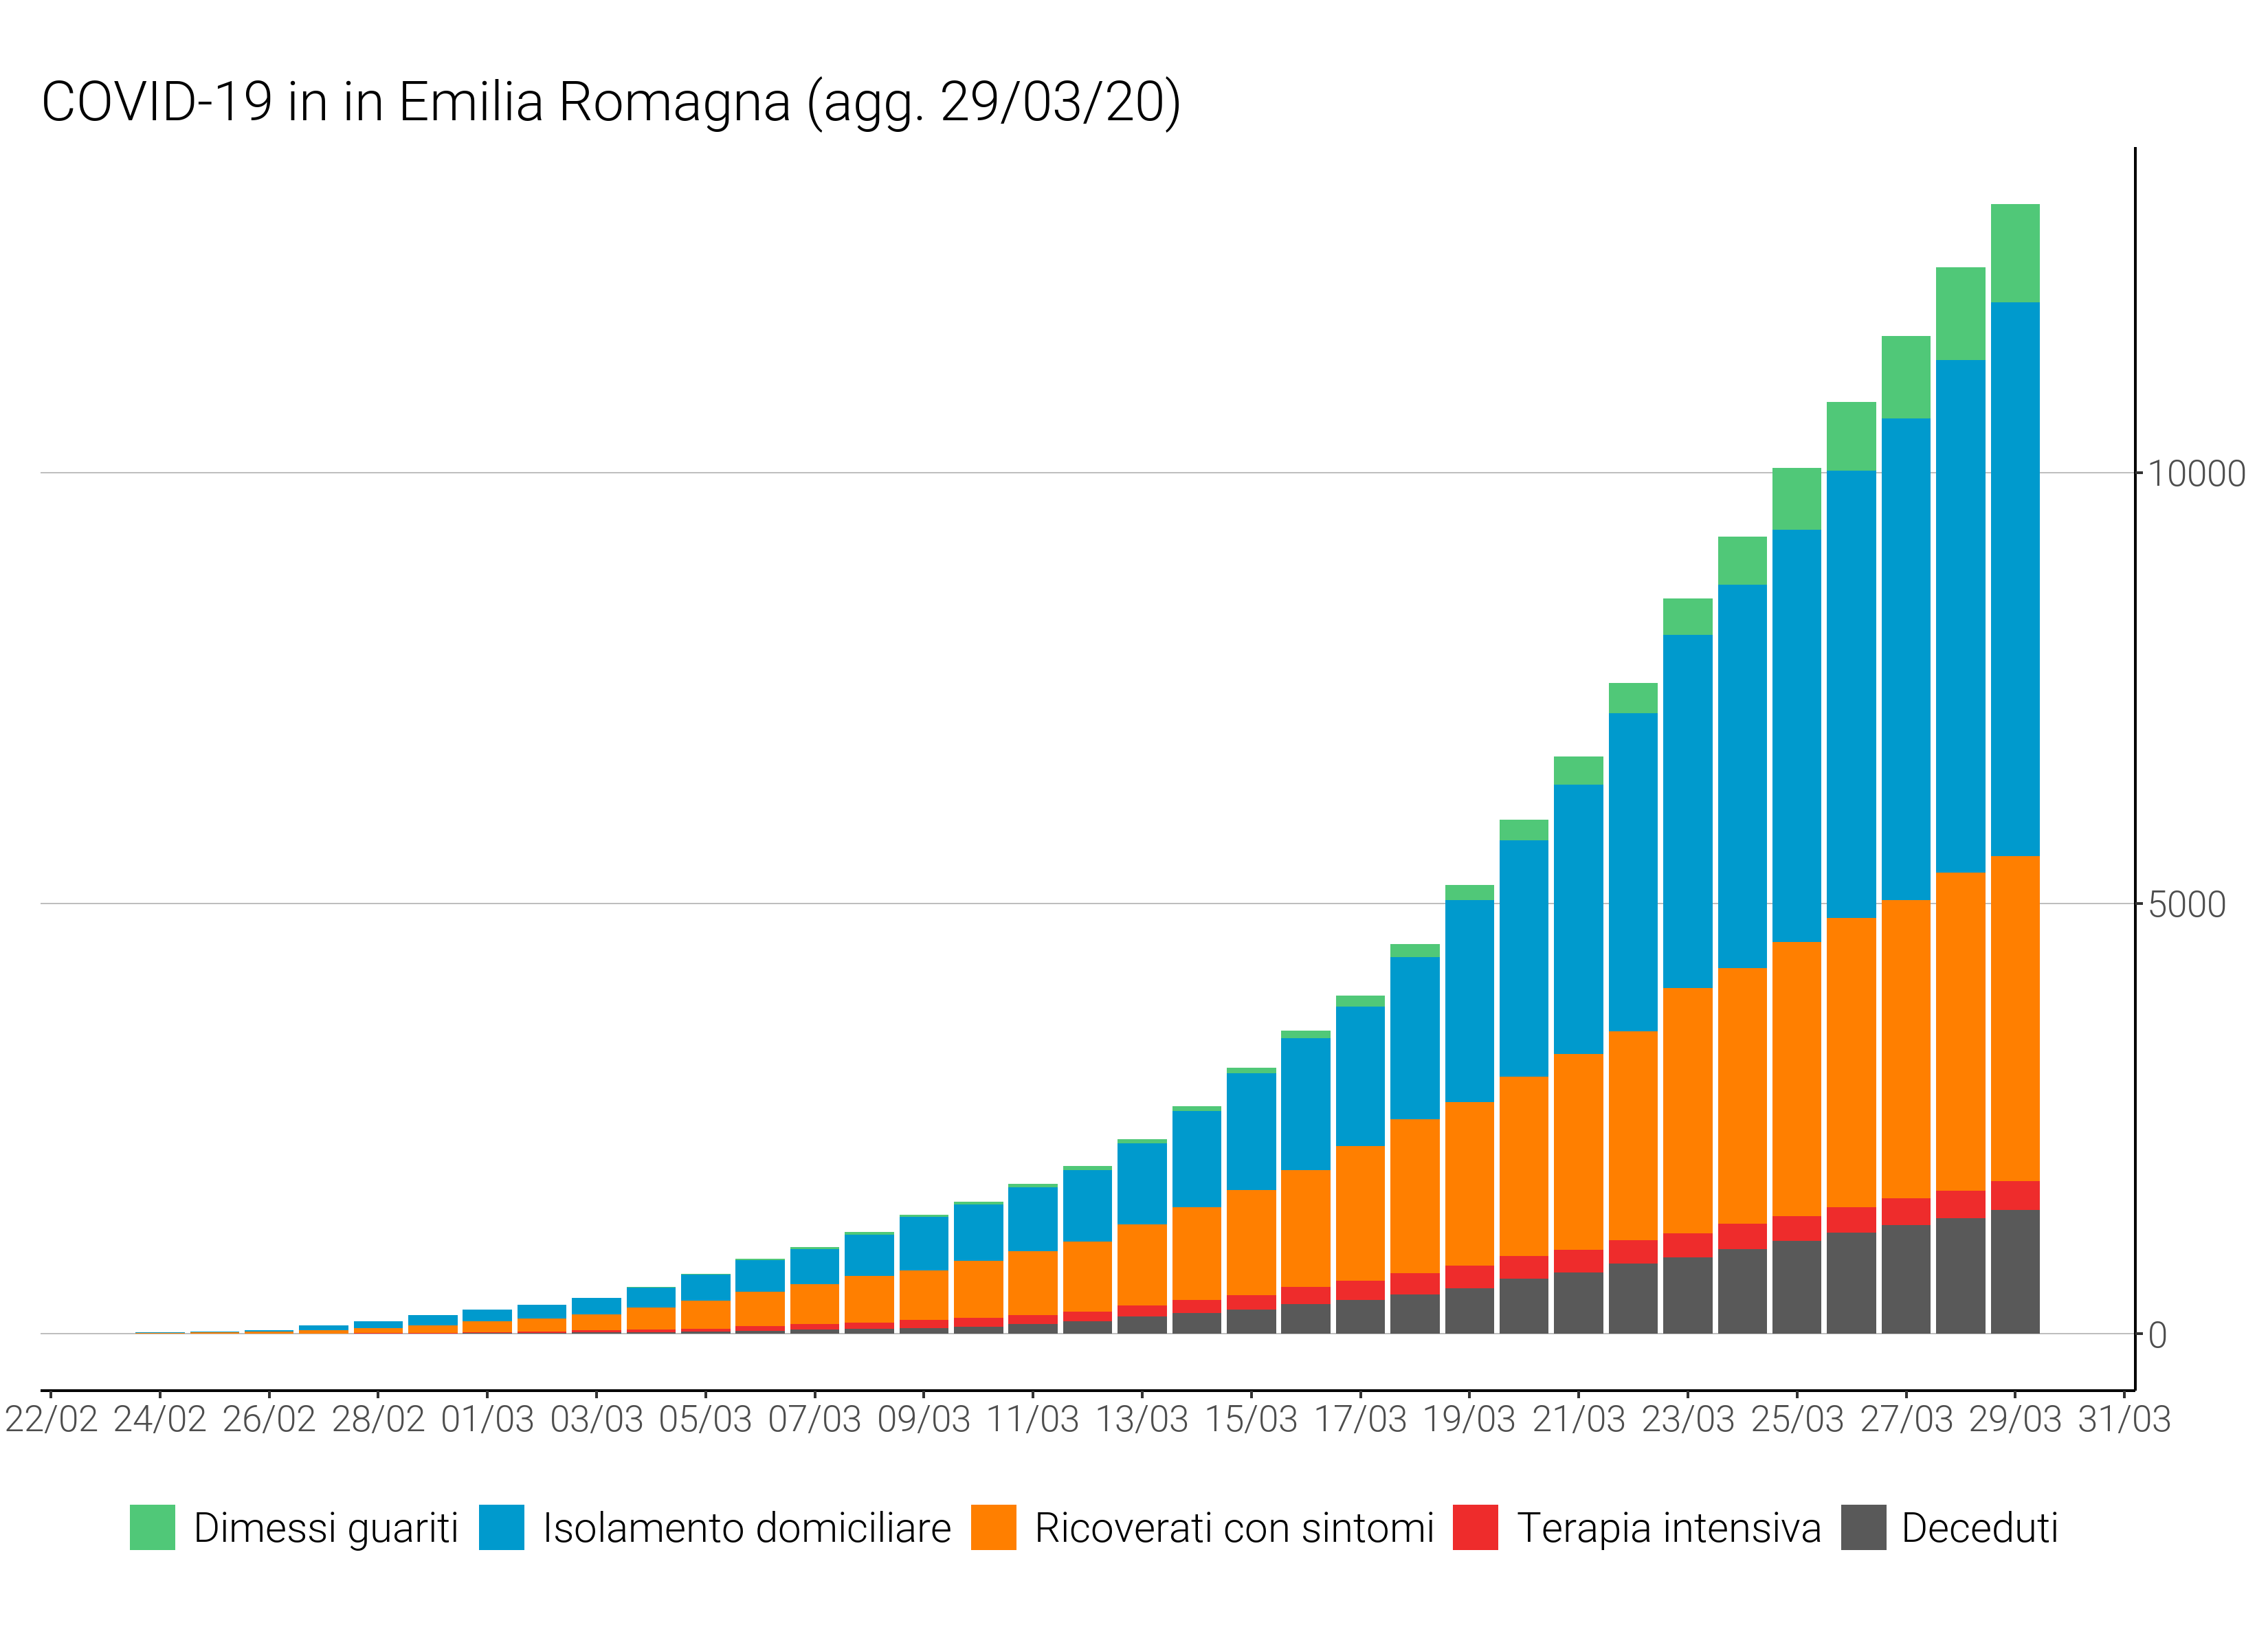 COVID-19 in in Emilia Romagna (agg. 29/03/20)
10000
5000
0
22/02 24/02 26/02 28/02 01/03 03/03 05/03 07/03 09/03 11/03 13/03 15/03 17/03 19/03 21/03 23/03 25/03 27/03 29/03 31/03
Dimessi guariti Isolamento domiciliare Ricoverati con sintomi Terapia intensiva Deceduti